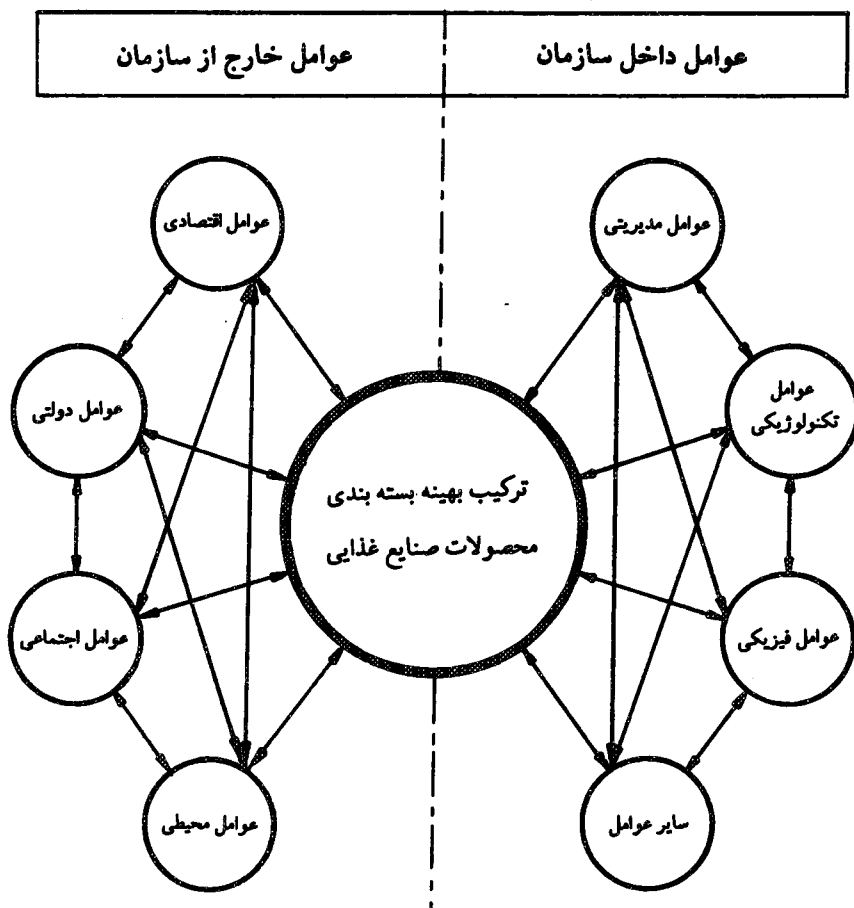 عوامل داخل سازمان
عوامل خارج از سازمان
عوامل مدیریتی
عوامل اقتصادی
عوامل
تکنولوژیکی
عوامل دولتی
ترکیب بهینه بسته بندی
محصولات صنایع غذایی
عوامل فیزیکی
عوامل اجتماعی
سایر عوامل
عوامل محیطی